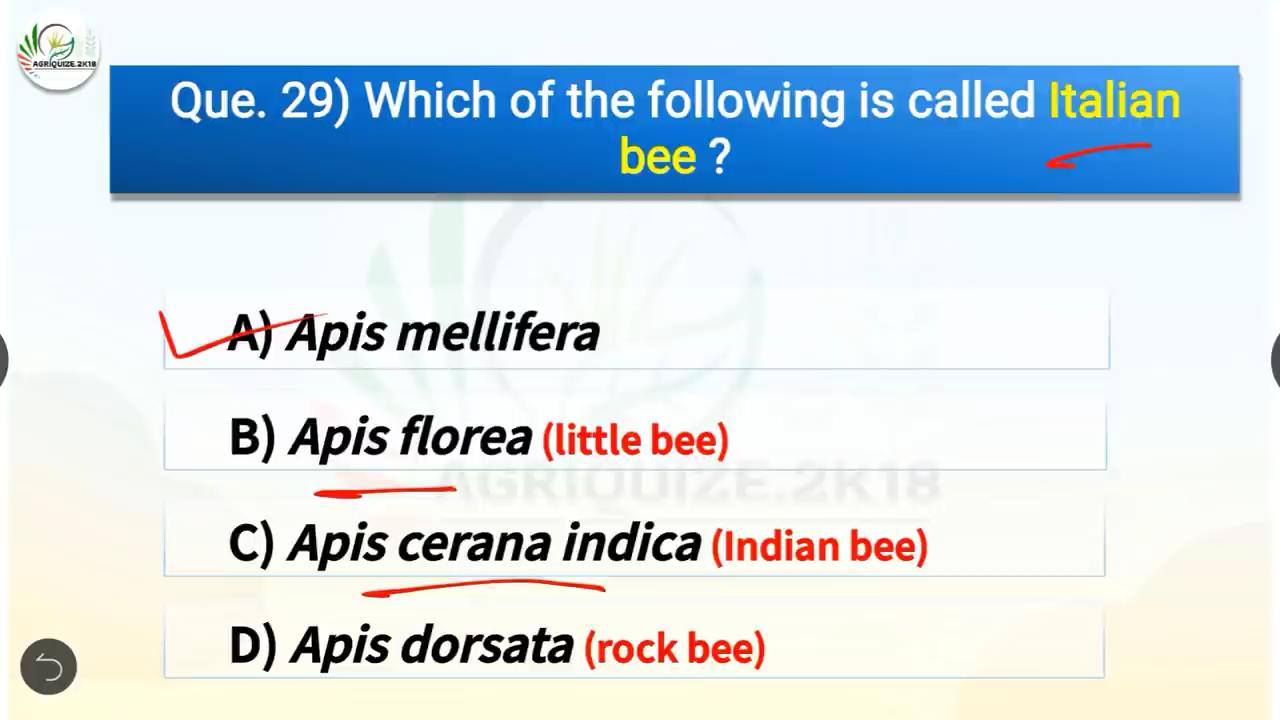 AGRIQUIZE.2K18
Que. 29) Which of the following is called Italian
bee ?
A) Apis mellifera
B) Apis florea (little bee)
AGRIQUIZE.2K18
C) Apis cerana indica (Indian bee)
D) Apis dorsata (rock bee)